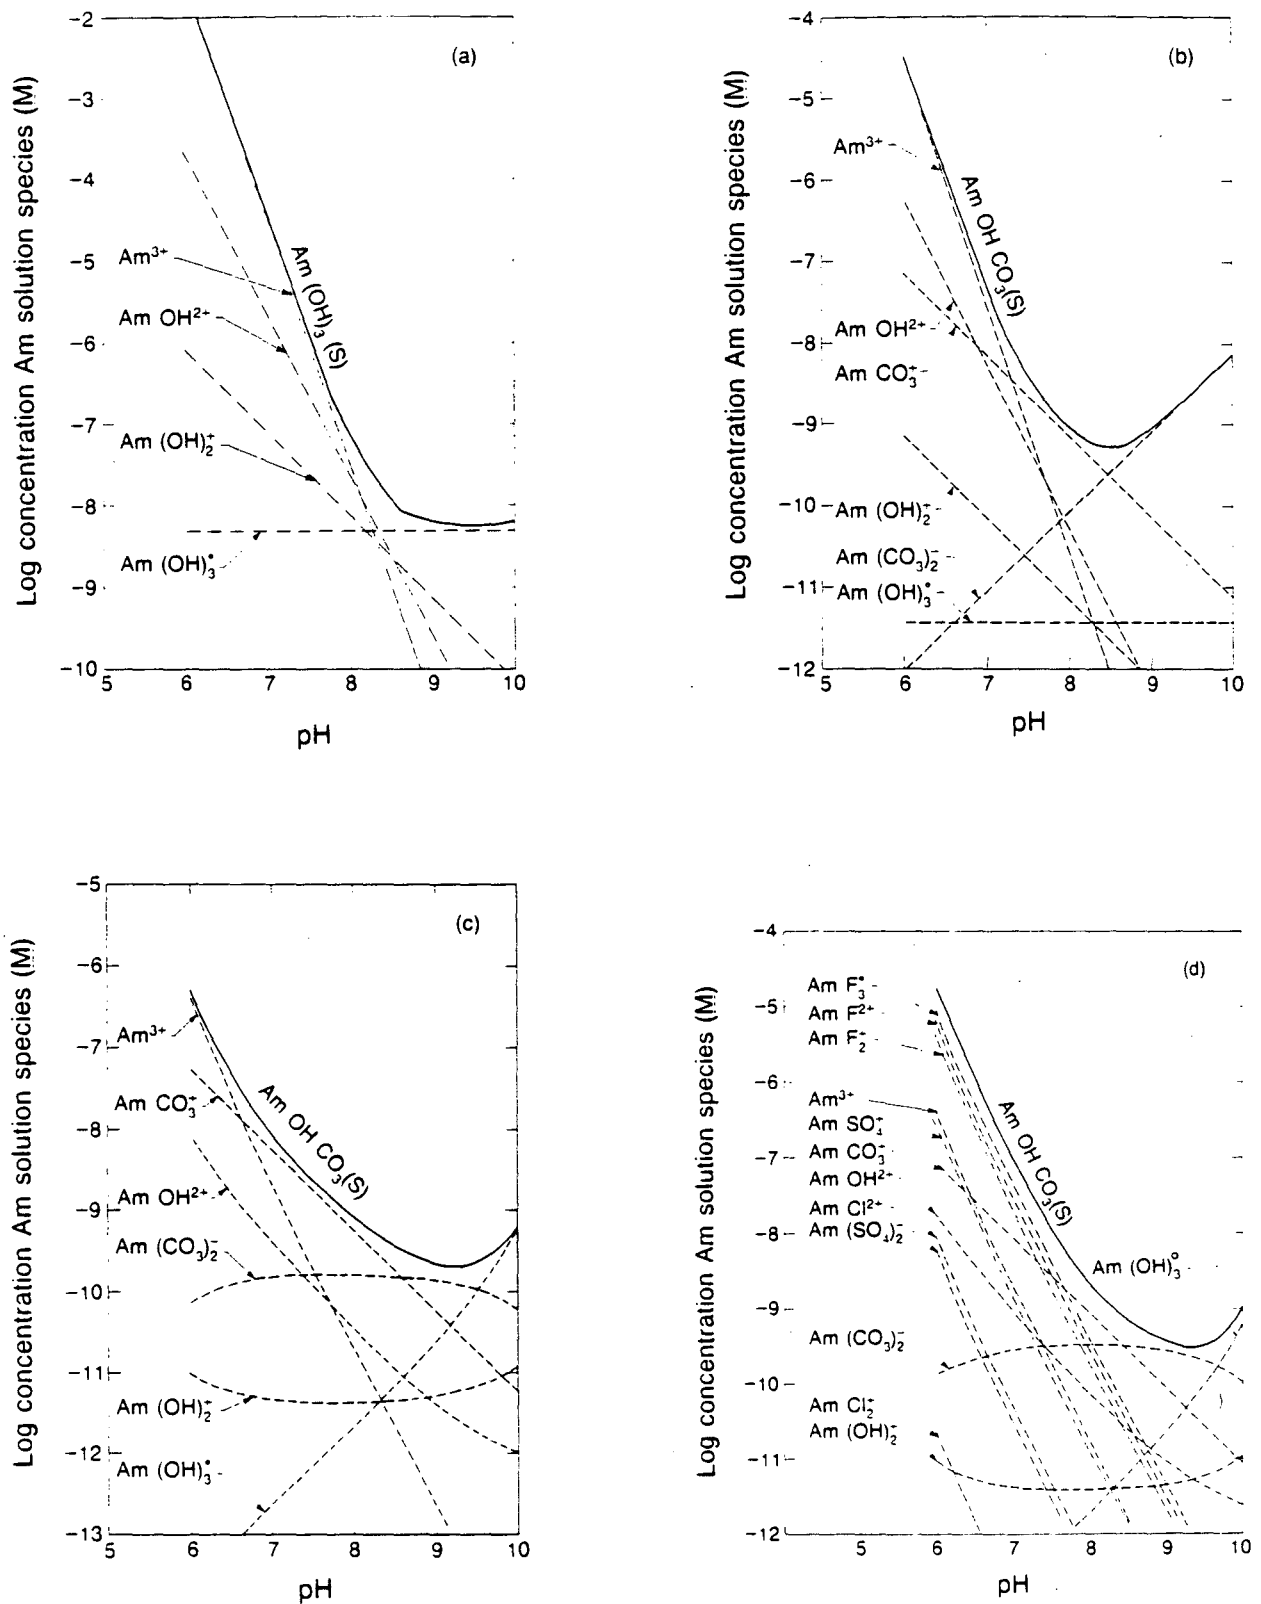 (a)
Log concentration Am solution species (M)
−2
−3
−4
−5
−6
−7
−8
−9
−10
Am³⁺
Am OH²⁺
Am (OH)₂⁺
Am (OH)₃°
Am (OH)₃ (S)
6
7
8
9
10
pH
(b)
Log concentration Am solution species (M)
−4
−5
−6
−7
−8
−9
−10
−11
−12
Am³⁺
Am OH²⁺
Am CO₃⁺
Am (OH)₂⁺
Am (CO₃)₂⁻
Am (OH)₃°
Am OH CO₃(S)
5
6
7
8
9
10
pH
(c)
Log concentration Am solution species (M)
−5
−6
−7
−8
−9
−10
−11
−12
−13
Am³⁺
Am CO₃⁺
Am OH²⁺
Am (CO₃)₂⁻
Am (OH)₂⁺
Am (OH)₃°
Am OH CO₃(S)
5
6
7
8
9
10
pH
(d)
Log concentration Am solution species (M)
−4
−5
−6
−7
−8
−9
−10
−11
−12
Am F₃°
Am F²⁺
Am F₂⁺
Am³⁺
Am SO₄⁺
Am CO₃⁺
Am OH²⁺
Am Cl²⁺
Am (SO₄)₂⁻
Am (CO₃)₂⁻
Am Cl₂⁺
Am (OH)₂⁺
Am OH CO₃(S)
Am (OH)₃°
5
6
7
8
9
10
pH